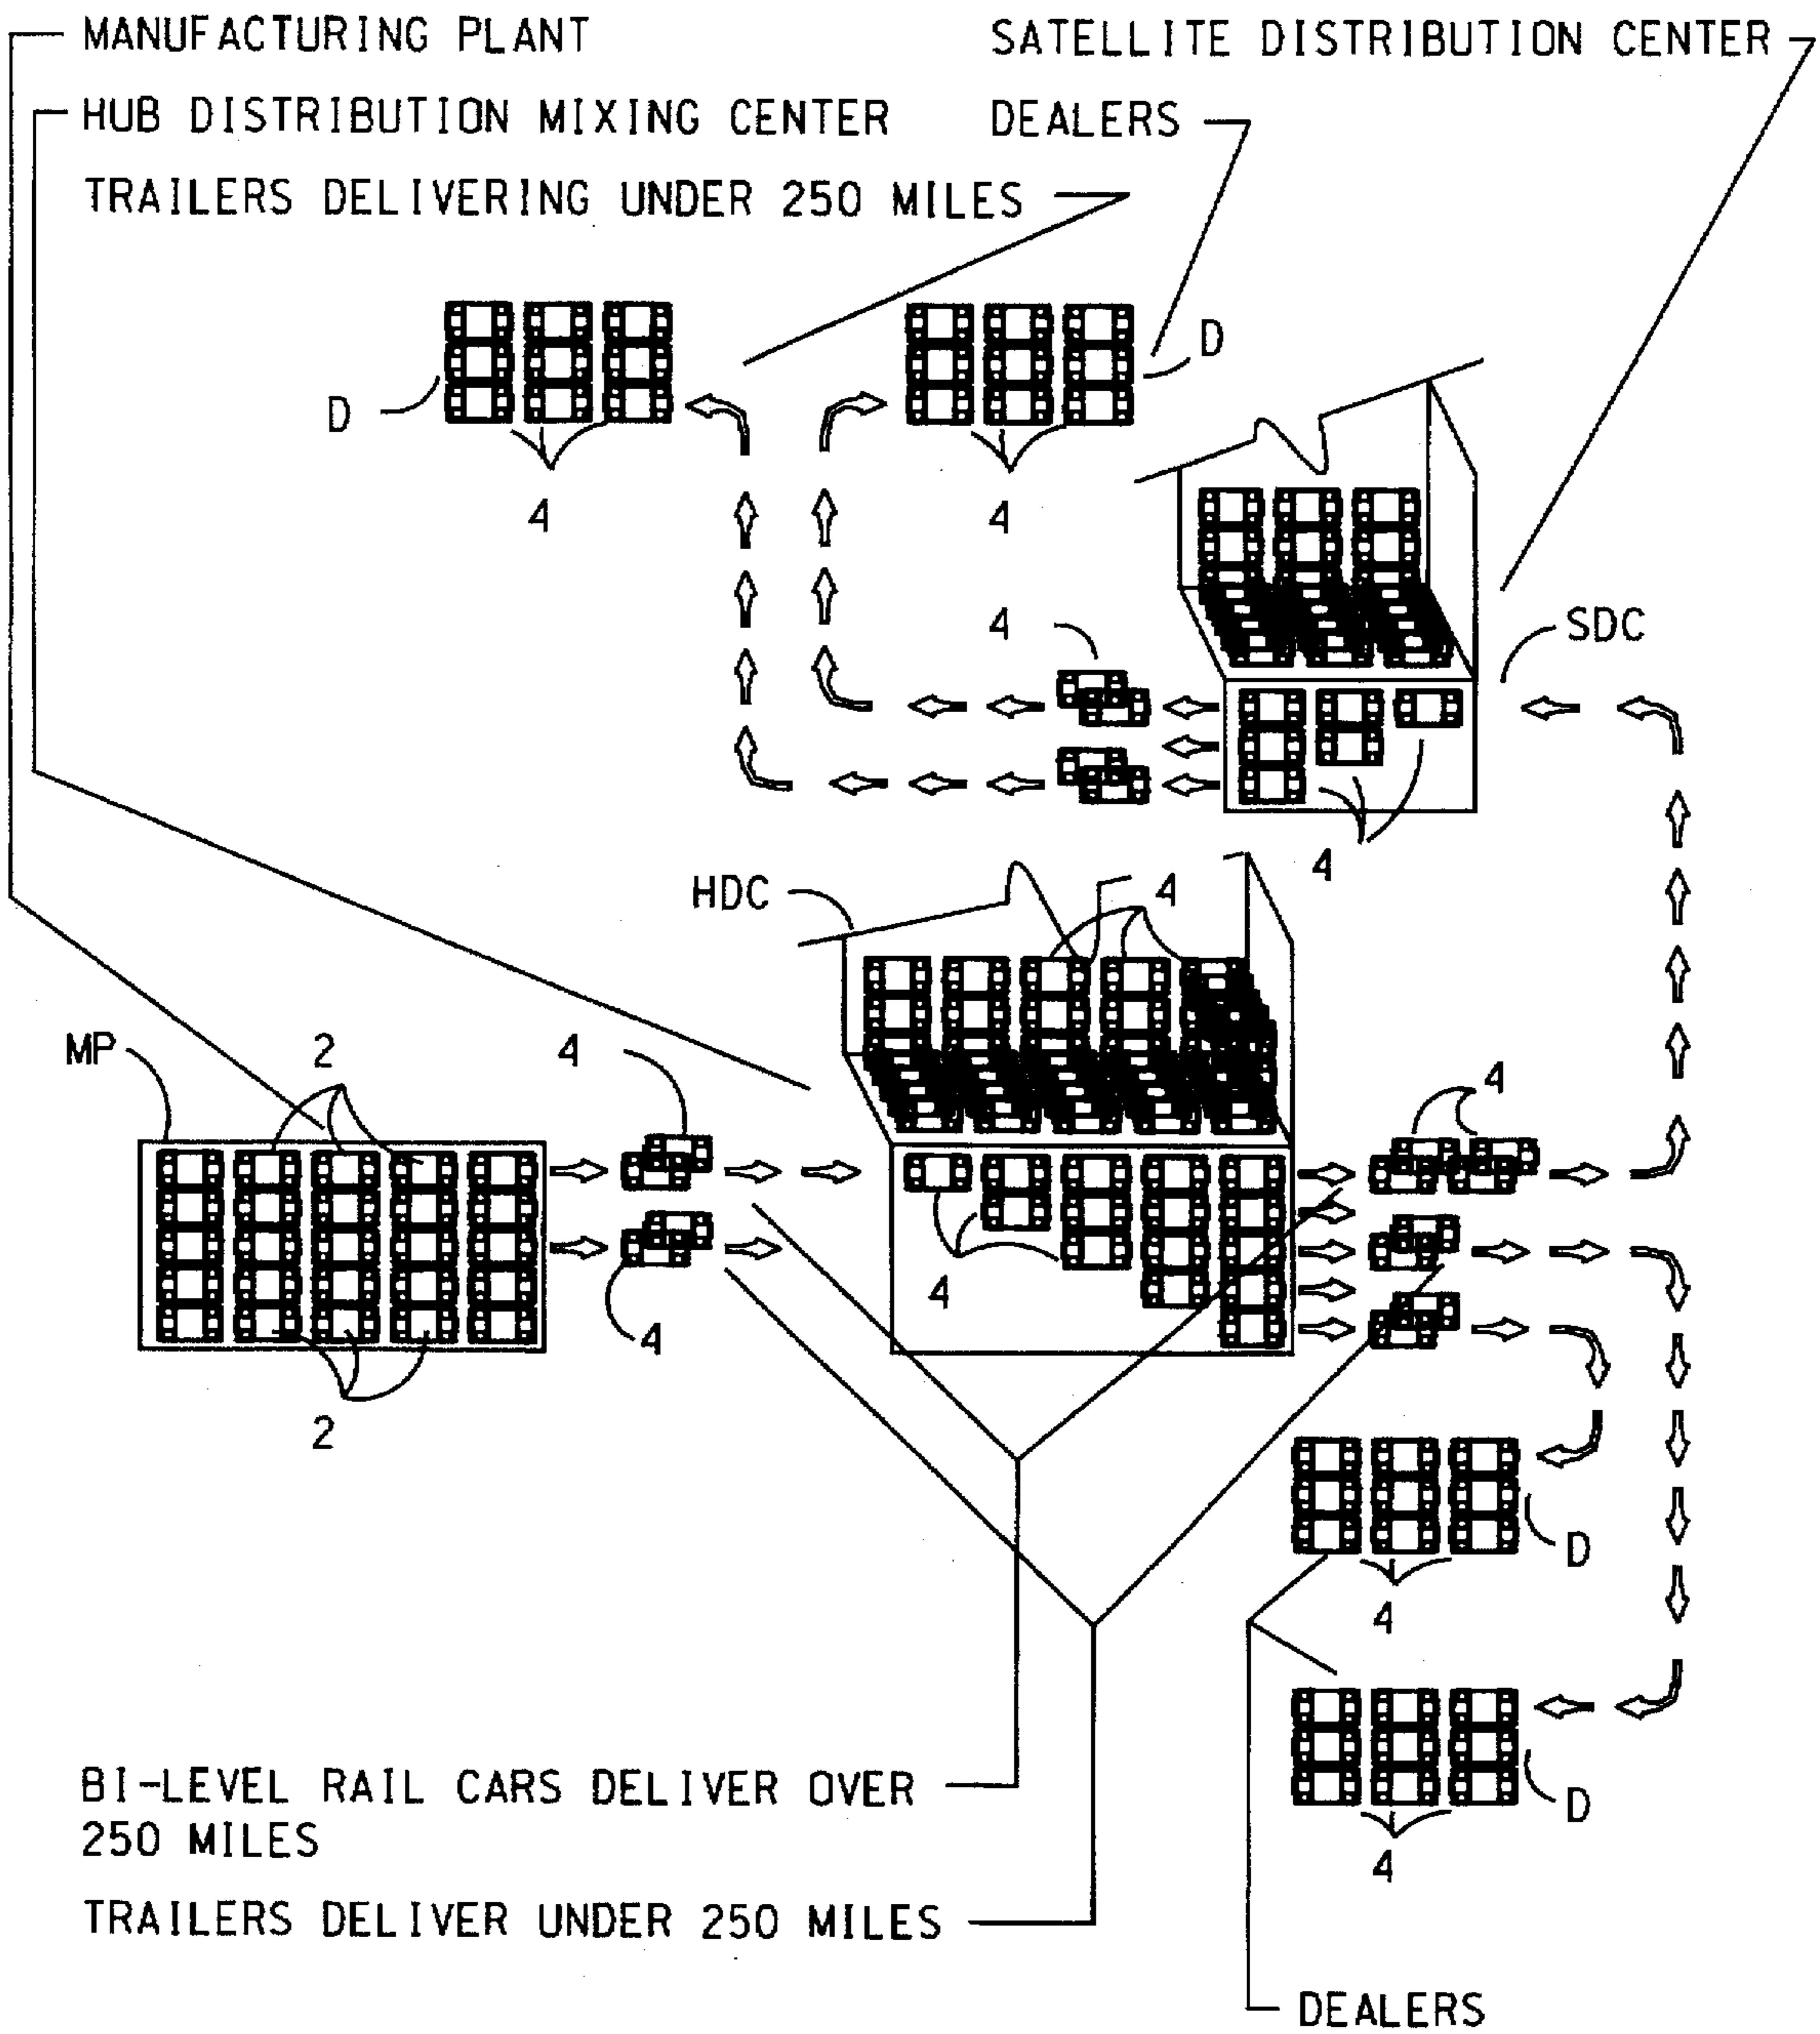 MANUFACTURING PLANT
SATELLITE DISTRIBUTION CENTER
HUB DISTRIBUTION MIXING CENTER
DEALERS
TRAILERS DELIVERING UNDER 250 MILES
D
D
4
4
4
SDC
4
HDC
4
MP
2
4
4
4
4
2
D
4
D
4
BI-LEVEL RAIL CARS DELIVER OVER
250 MILES
TRAILERS DELIVER UNDER 250 MILES
DEALERS